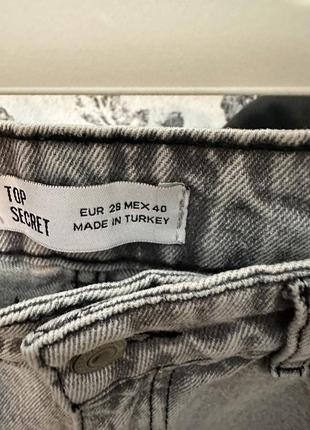 TOP
SECRET
EUR 28 MEX 40
MADE IN TURKEY